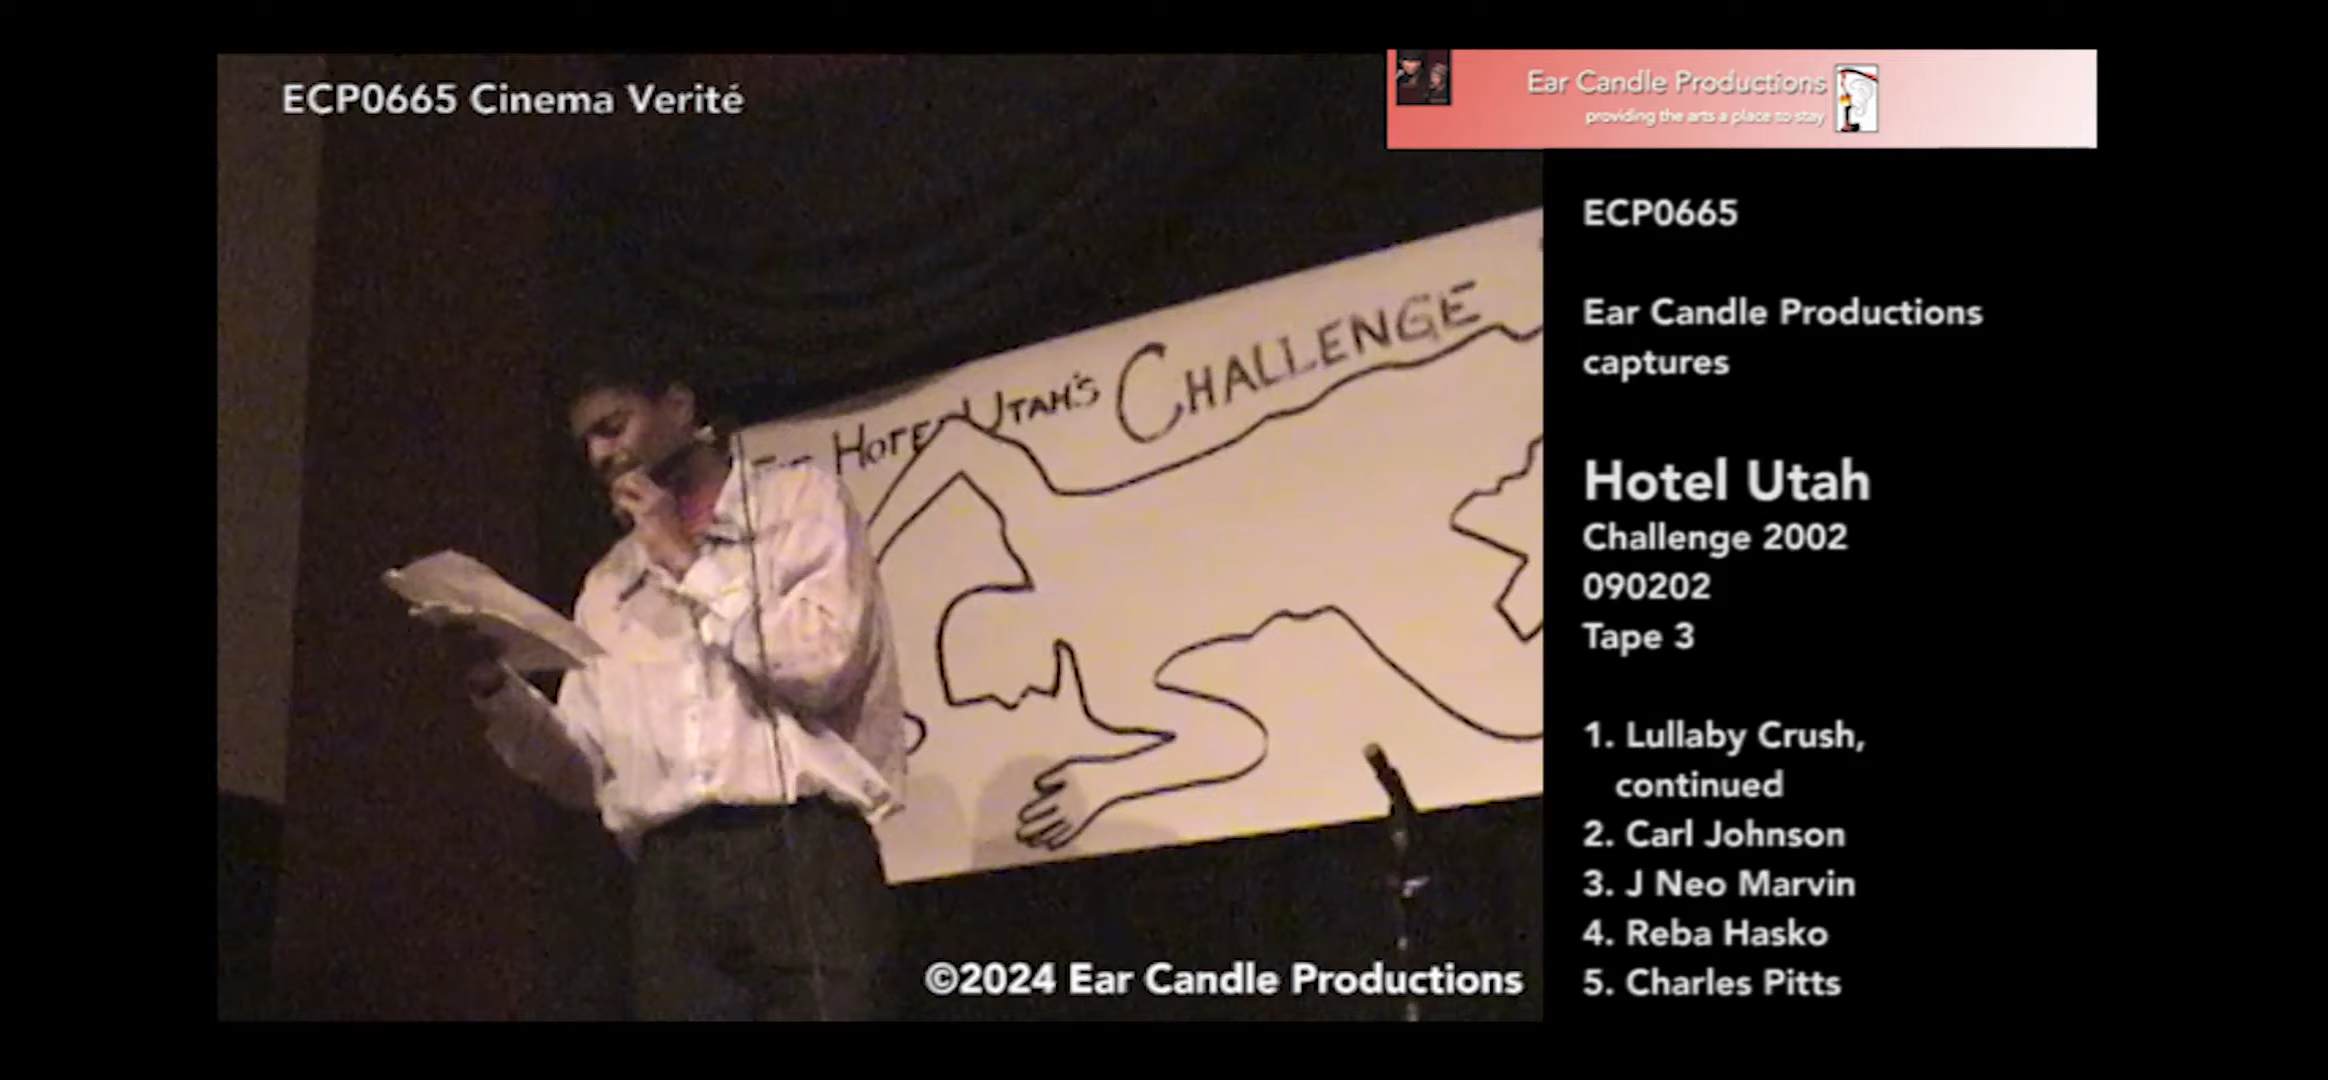 ECP0665 Cinema Verité
Ear Candle Productions
providing the arts a place to stay
HOTEL UTAH'S CHALLENGE
ECP0665
Ear Candle Productions
captures
Hotel Utah
Challenge 2002
090202
Tape 3
1. Lullaby Crush,
continued
2. Carl Johnson
3. J Neo Marvin
4. Reba Hasko
5. Charles Pitts
©2024 Ear Candle Productions